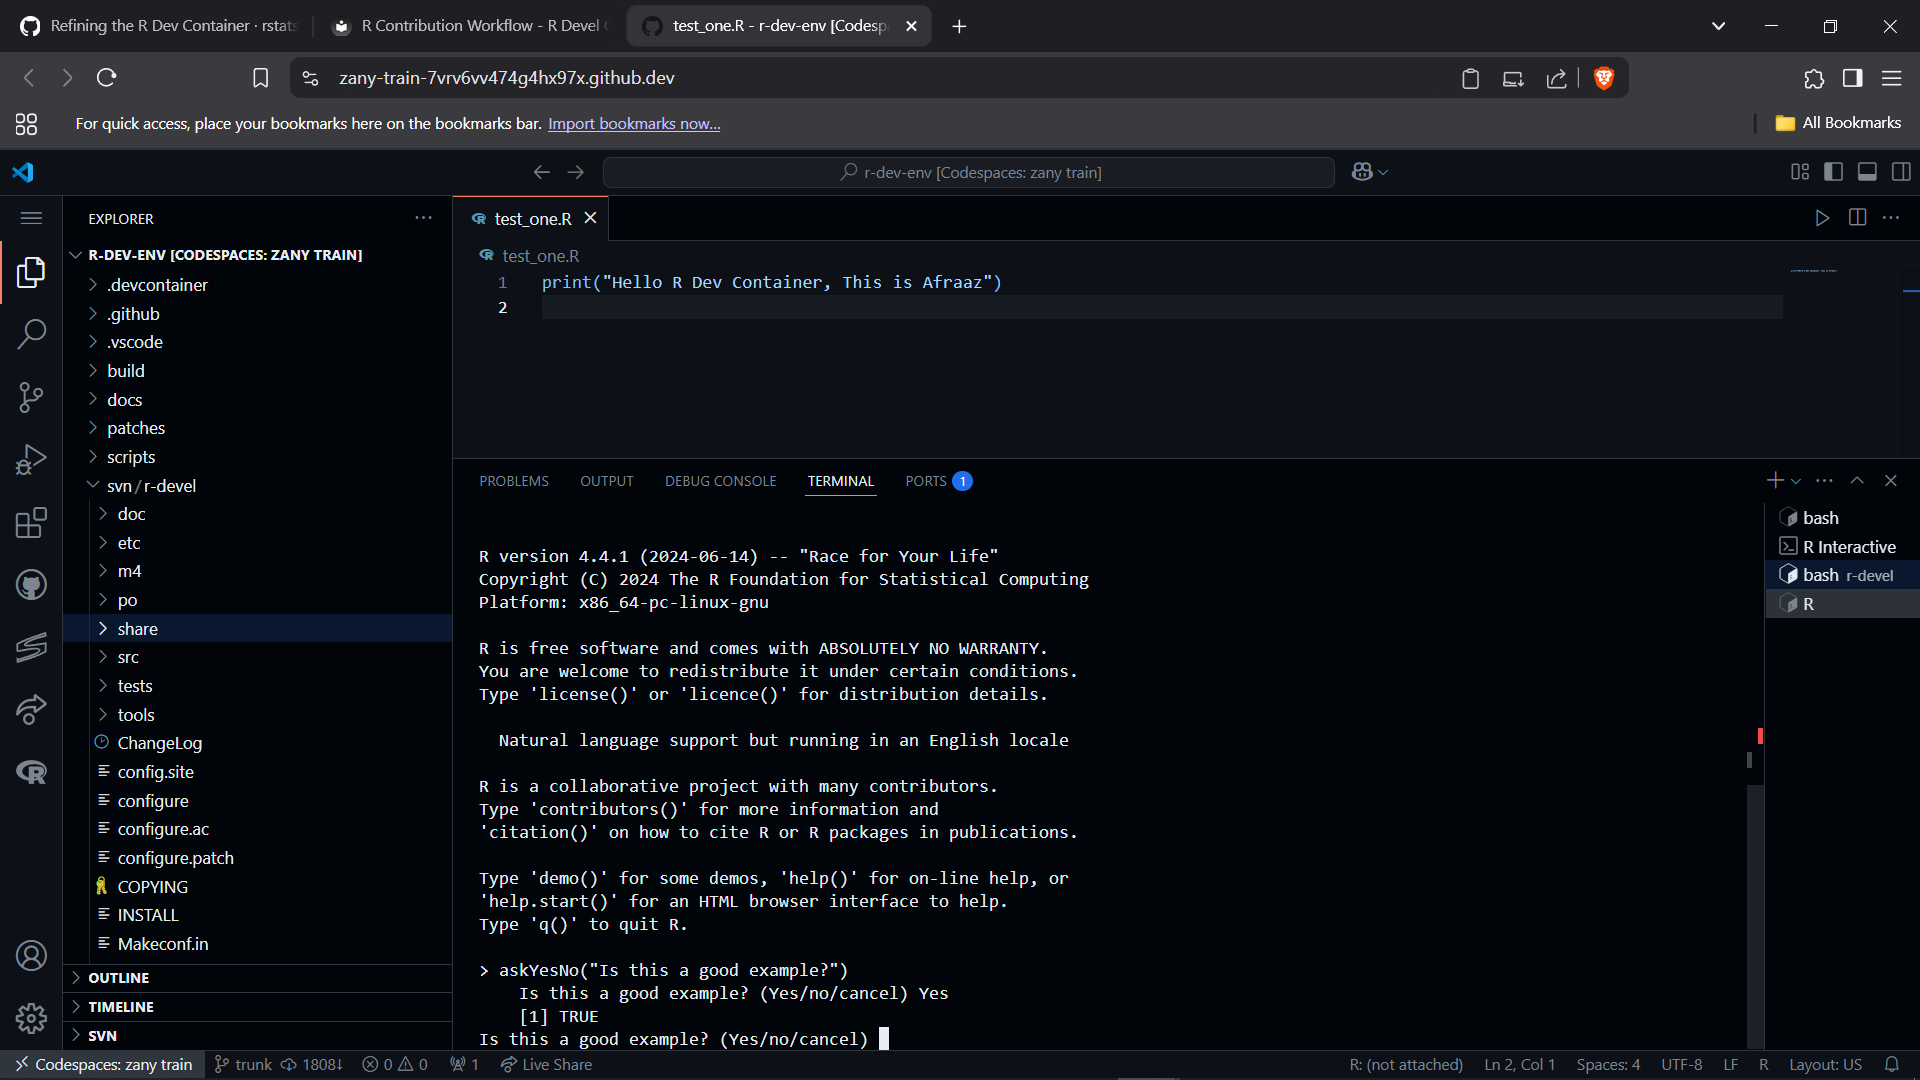 Refining the R Dev Container · rstats
R Contribution Workflow - R Devel
test_one.R - r-dev-env [Codesp
zany-train-7vrv6vv474g4hx97x.github.dev
For quick access, place your bookmarks here on the bookmarks bar. Import bookmarks now...
All Bookmarks
r-dev-env [Codespaces: zany train]
EXPLORER
R-DEV-ENV [CODESPACES: ZANY TRAIN]
.devcontainer
.github
.vscode
build
docs
patches
scripts
svn/r-devel
doc
etc
m4
po
share
src
tests
tools
ChangeLog
config.site
configure
configure.ac
configure.patch
COPYING
INSTALL
Makeconf.in
OUTLINE
TIMELINE
SVN
test_one.R
test_one.R
1 print("Hello R Dev Container, This is Afraaz")
2
PROBLEMS OUTPUT DEBUG CONSOLE TERMINAL PORTS 1
R version 4.4.1 (2024-06-14) -- "Race for Your Life"
Copyright (C) 2024 The R Foundation for Statistical Computing
Platform: x86_64-pc-linux-gnu
R is free software and comes with ABSOLUTELY NO WARRANTY.
You are welcome to redistribute it under certain conditions.
Type 'license()' or 'licence()' for distribution details.
Natural language support but running in an English locale
R is a collaborative project with many contributors.
Type 'contributors()' for more information and
'citation()' on how to cite R or R packages in publications.
Type 'demo()' for some demos, 'help()' for on-line help, or
'help.start()' for an HTML browser interface to help.
Type 'q()' to quit R.
> askYesNo("Is this a good example?")
Is this a good example? (Yes/no/cancel) Yes
[1] TRUE
Is this a good example? (Yes/no/cancel)
bash
R Interactive
bash r-devel
R
Codespaces: zany train trunk 1808↓ 0 0 1 Live Share
R: (not attached) Ln 2, Col 1 Spaces: 4 UTF-8 LF R Layout: US